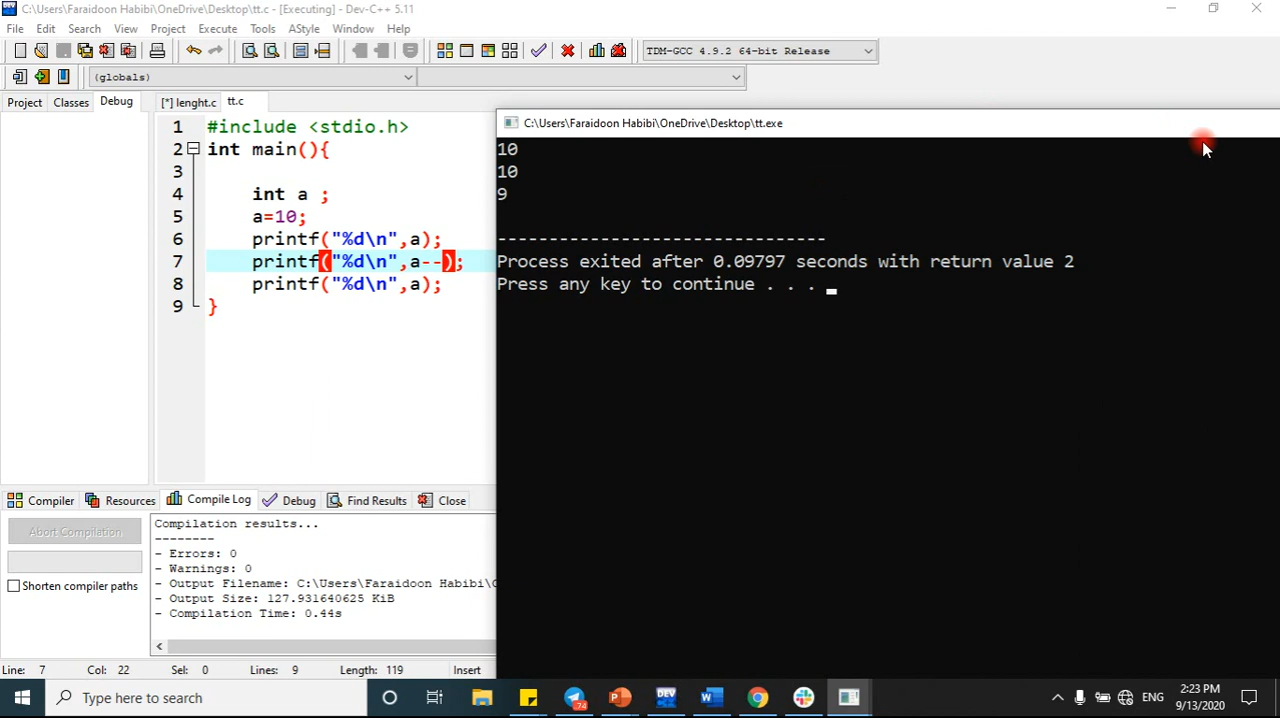 C:\Users\Faraidoon Habibi\OneDrive\Desktop\tt.c - [Executing] - Dev-C++ 5.11
File Edit Search View Project Execute Tools AStyle Window Help
TDM-GCC 4.9.2 64-bit Release
(globals)
Project Classes Debug [*] lenght.c tt.c
1 #include <stdio.h>
2 int main(){
3
4 int a ;
5 a=10;
6 printf("%d\n",a);
7 printf("%d\n",a--);
8 printf("%d\n",a);
9 }
C:\Users\Faraidoon Habibi\OneDrive\Desktop\tt.exe
10
10
9
--------------------------------
Process exited after 0.09797 seconds with return value 2
Press any key to continue . . .
Compiler Resources Compile Log Debug Find Results Close
Abort Compilation
Shorten compiler paths
Compilation results...
--------
- Errors: 0
- Warnings: 0
- Output Filename: C:\Users\Faraidoon Habibi\
- Output Size: 127.931640625 KiB
- Compilation Time: 0.44s
Line: 7 Col: 22 Sel: 0 Lines: 9 Length: 119 Insert
Type here to search
74
DEV
ENG
2:23 PM
9/13/2020